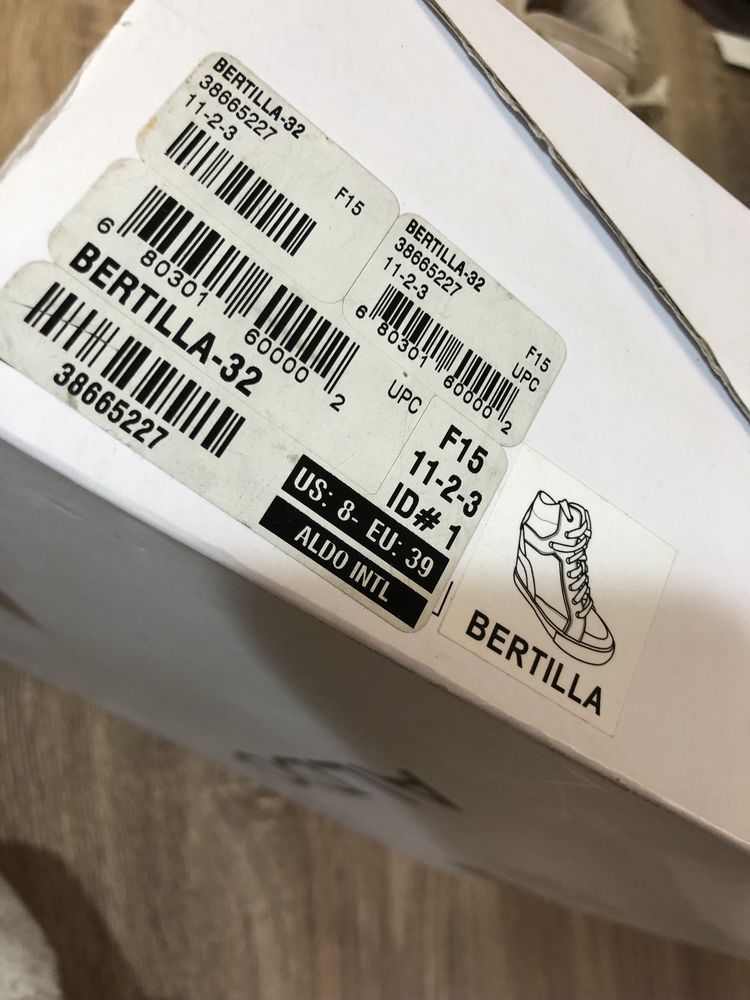 BERTILLA-32
38665227
11-2-3
F15
6 80301 60000 2
UPC
BERTILLA-32
38665227
F15
11-2-3
ID# 1
US: 8- EU: 39
ALDO INTL
BERTILLA-32
38665227
11-2-3
F15
UPC
6 80301 60000 2
BERTILLA